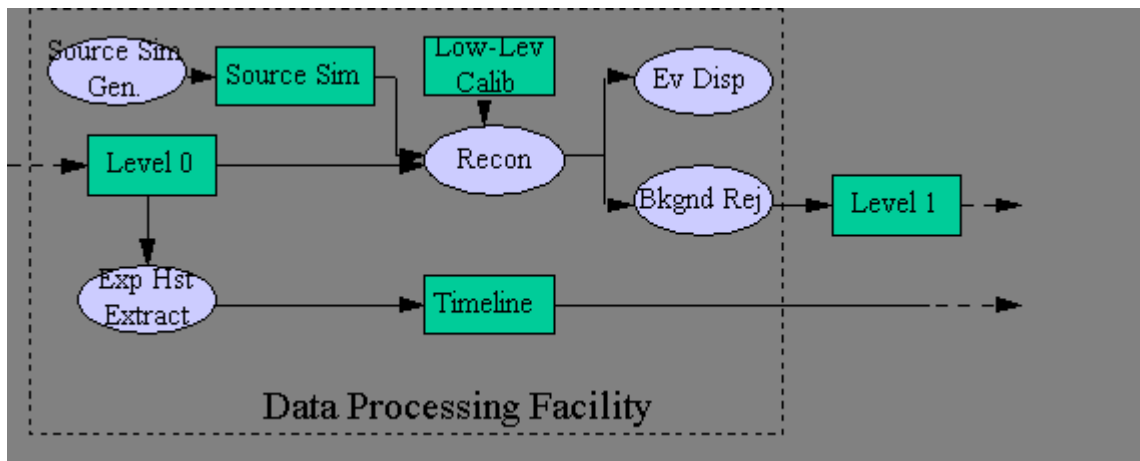 Source Sim
Gen.
Source Sim
Low-Lev
Calib
Ev Disp
Level 0
Recon
Bkgnd Rej
Level 1
Exp Hst
Extract
Timeline
Data Processing Facility